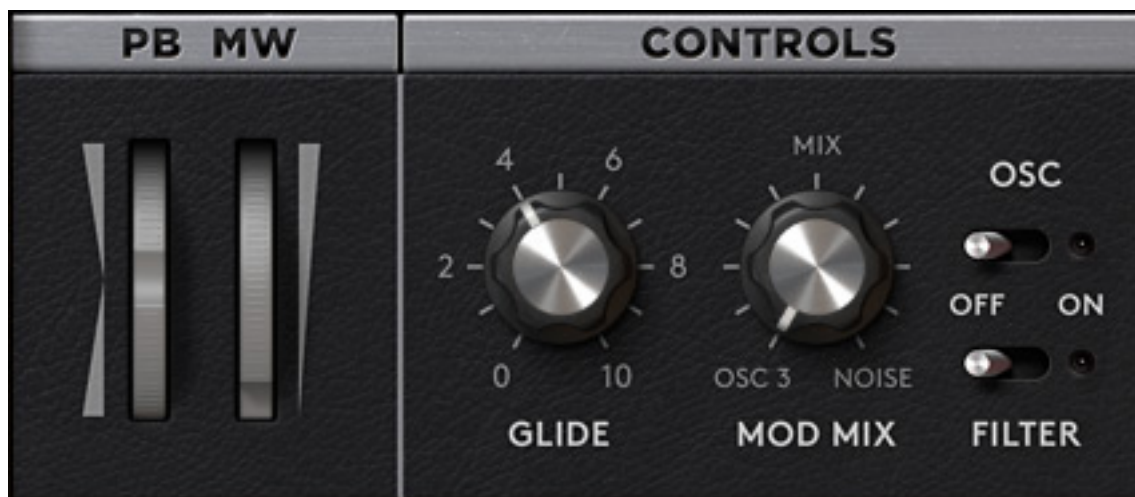 PB MW
CONTROLS
4 6
2 8
0 10
GLIDE
MIX
OSC 3 NOISE
MOD MIX
OSC
OFF ON
FILTER